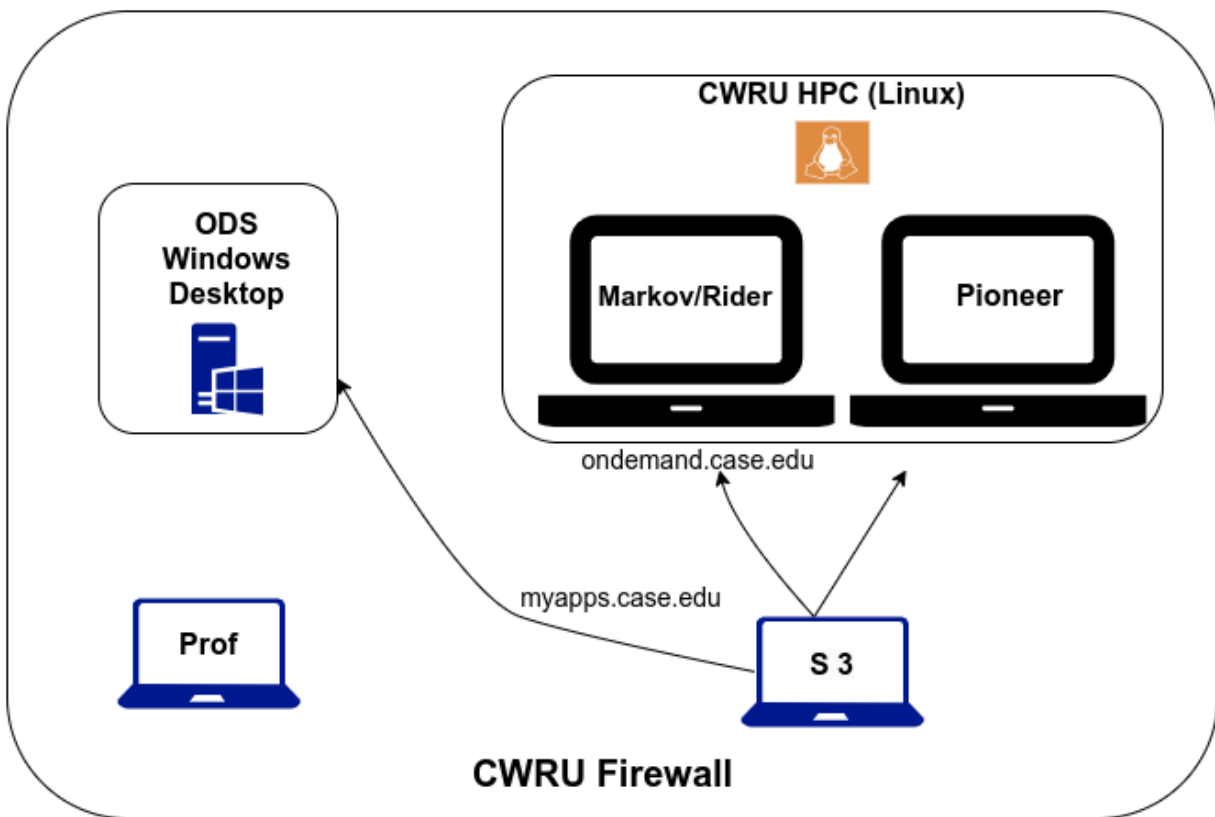 CWRU HPC (Linux)
ODS
Windows
Desktop
Markov/Rider
Pioneer
ondemand.case.edu
myapps.case.edu
Prof
S 3
CWRU Firewall